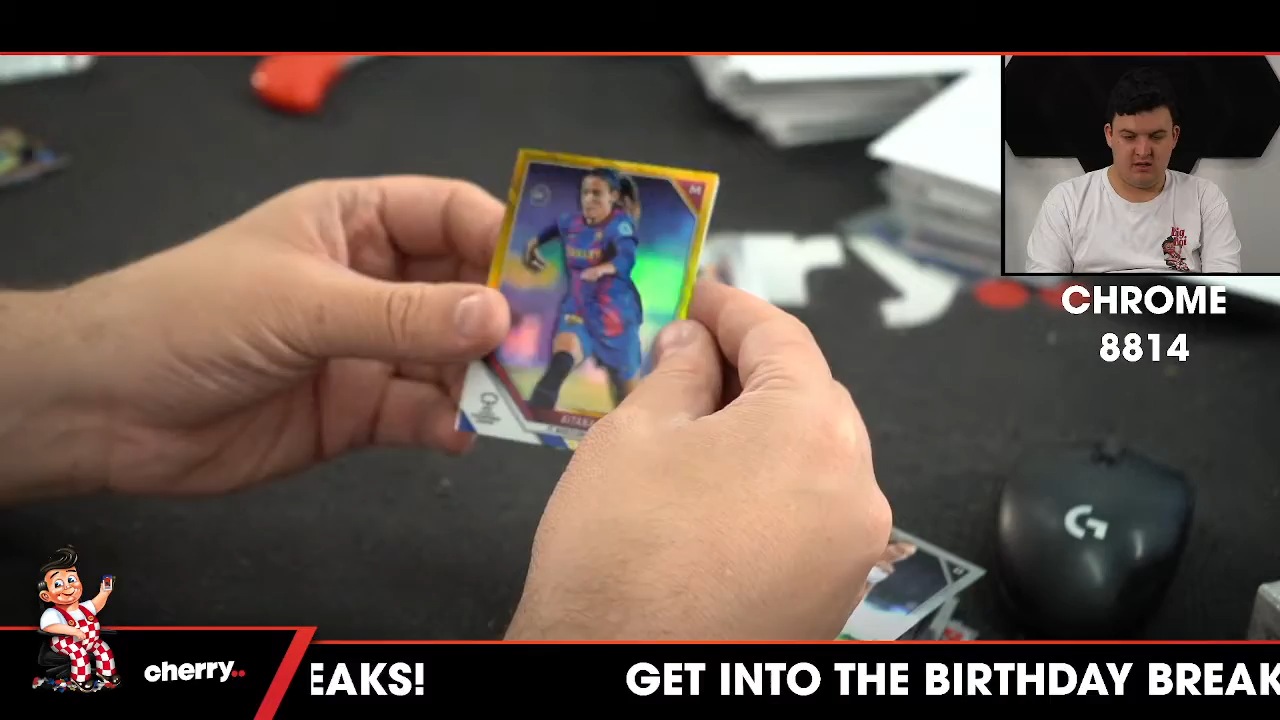 M
CHROME
8814
G
cherry..
EAKS!
GET INTO THE BIRTHDAY BREAK